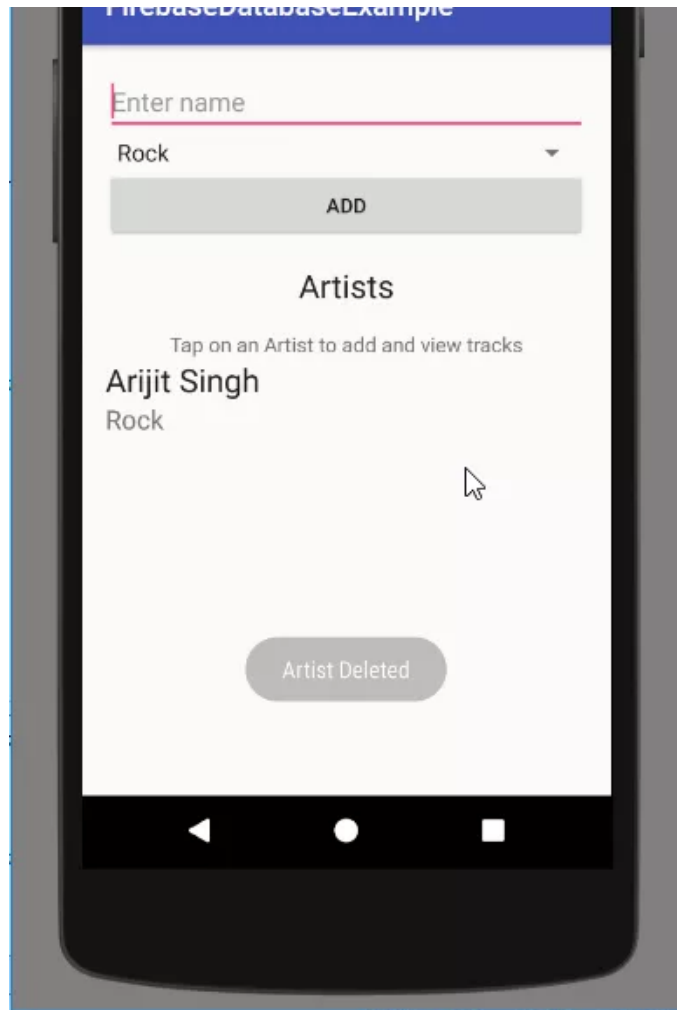 FirebaseDatabaseExample
Enter name
Rock
ADD
Artists
Tap on an Artist to add and view tracks
Arijit Singh
Rock
Artist Deleted